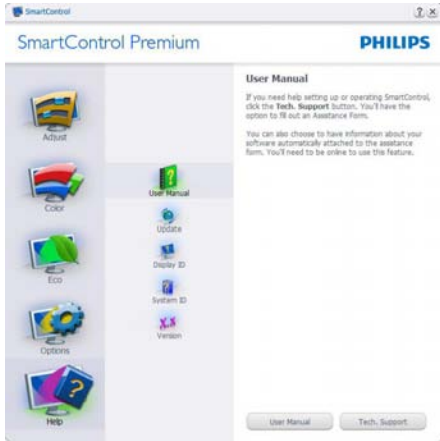 SmartControl
SmartControl Premium
PHILIPS
Adjust
Color
Eco
Options
Help
User Manual
Update
Display ID
System ID
Version
User Manual
If you need help setting up or operating SmartControl,
click the Tech. Support button. You'll have the
option to fill out an Assistance Form.
You can also choose to have information about your
software automatically attached to the assistance
form. You'll need to be online to use this feature.
User Manual
Tech. Support